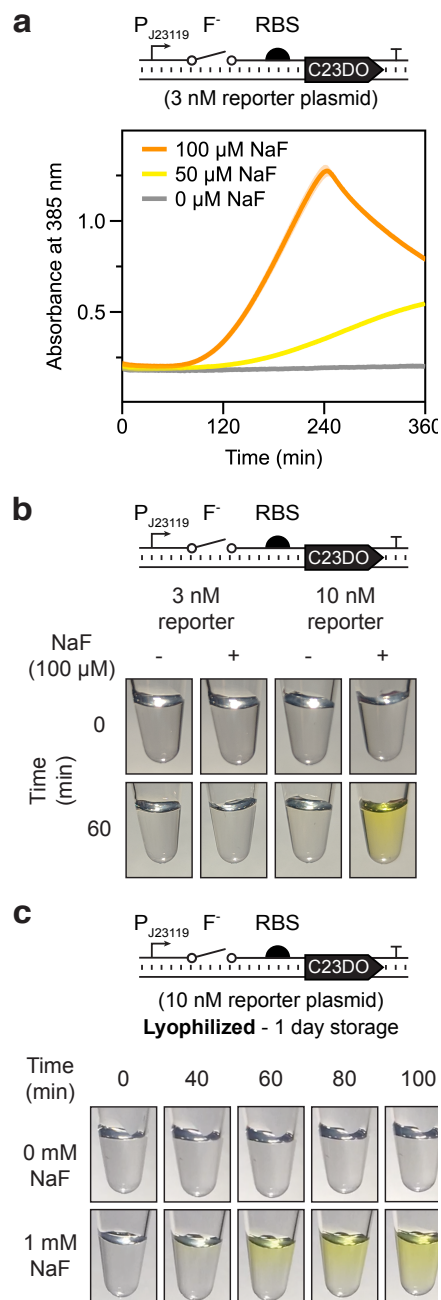 a
P J23119 F- RBS
C23DO T
(3 nM reporter plasmid)
100 µM NaF
50 µM NaF
0 µM NaF
Absorbance at 385 nm
1.0
0.5
0 120 240 360
Time (min)
b
P J23119 F- RBS
C23DO T
3 nM 10 nM
reporter reporter
NaF
(100 µM) - + - +
Time
(min)
0
60
c
P J23119 F- RBS
C23DO T
(10 nM reporter plasmid)
Lyophilized - 1 day storage
Time
(min) 0 40 60 80 100
0 mM
NaF
1 mM
NaF